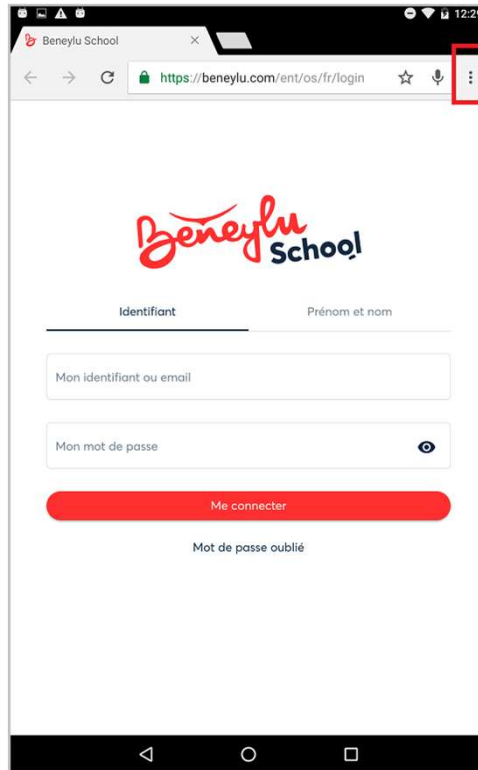 12:29
Beneylu School
https://beneylu.com/ent/os/fr/login
Beneylu
School
Identifiant
Prénom et nom
Mon identifiant ou email
Mon mot de passe
Me connecter
Mot de passe oublié